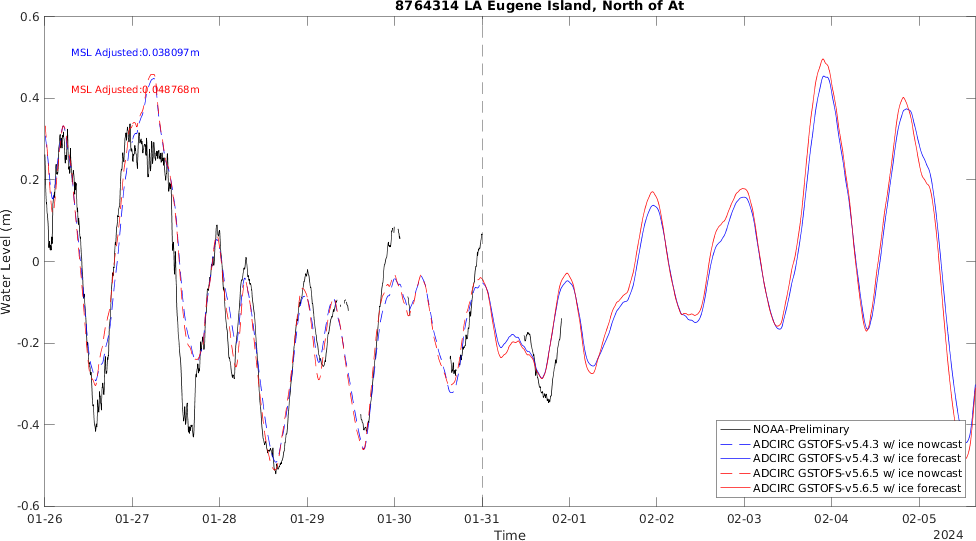 8764314 LA Eugene Island, North of At
MSL Adjusted:0.038097m
MSL Adjusted:0.048768m
Water Level (m)
0.6
0.4
0.2
0
-0.2
-0.4
-0.6
NOAA-Preliminary
ADCIRC GSTOFS-v5.4.3 w/ ice nowcast
ADCIRC GSTOFS-v5.4.3 w/ ice forecast
ADCIRC GSTOFS-v5.6.5 w/ ice nowcast
ADCIRC GSTOFS-v5.6.5 w/ ice forecast
01-26 01-27 01-28 01-29 01-30 01-31 02-01 02-02 02-03 02-04 02-05
Time
2024